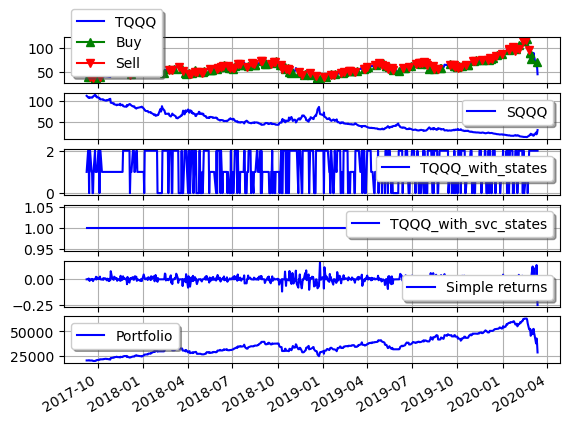 TQQQ
Buy
Sell
100
50
SQQQ
100
50
TQQQ_with_states
2
0
TQQQ_with_svc_states
1.05
1.00
0.95
Simple returns
0.00
−0.25
Portfolio
50000
25000
2017-10 2018-01 2018-04 2018-07 2018-10 2019-01 2019-04 2019-07 2019-10 2020-01 2020-04